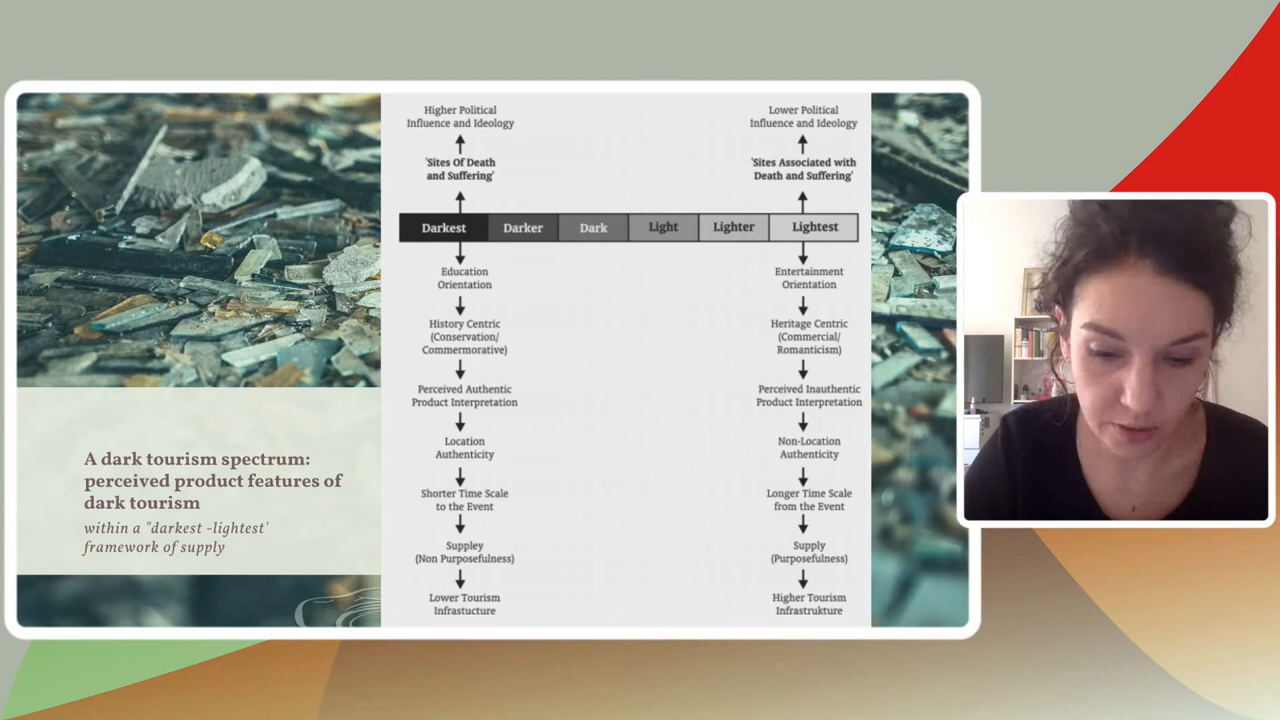 A dark tourism spectrum:
perceived product features of
dark tourism
within a "darkest -lightest'
framework of supply
Higher Political
Influence and Ideology
'Sites Of Death
and Suffering'
Lower Political
Influence and Ideology
'Sites Associated with
Death and Suffering'
Darkest Darker Dark Light Lighter Lightest
Education
Orientation
History Centric
(Conservation/
Commermorative)
Perceived Authentic
Product Interpretation
Location
Authenticity
Shorter Time Scale
to the Event
Suppley
(Non Purposefulness)
Lower Tourism
Infrastucture
Entertainment
Orientation
Heritage Centric
(Commercial/
Romanticism)
Perceived Inauthentic
Product Interpretation
Non-Location
Authenticity
Longer Time Scale
from the Event
Supply
(Purposefulness)
Higher Tourism
Infrastrukture